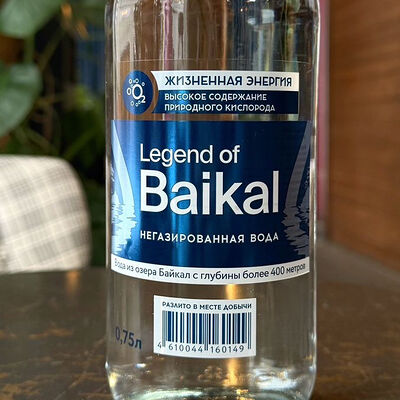 O2
ЖИЗНЕННАЯ ЭНЕРГИЯ
ВЫСОКОЕ СОДЕРЖАНИЕ
ПРИРОДНОГО КИСЛОРОДА
Legend of
Baikal
НЕГАЗИРОВАННАЯ ВОДА
Вода из озера Байкал с глубины более 400 метров
РАЗЛИТО В МЕСТЕ ДОБЫЧИ
0,75л
4 610044 160149